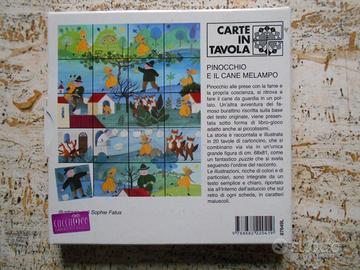 CARTE
IN
TAVOLA
PINOCCHIO
E IL CANE MELAMPO
Pinocchio alle prese con la fame e
la propria coscienza, si ritrova a
fare il cane da guardia in un pol-
laio. Un'altra avventura del fa-
moso burattino riscritta sulla base
del testo originale, viene presen-
tata sotto forma di libro-gioco
adatto anche ai piccolissimi.
La storia è raccontata e illustrata
in 20 tavole di cartoncino, che si
combinano via via in un'unica
grande figura di cm. 66x81, come
un fantastico puzzle che si svela
seguendo l'ordine del racconto.
Le illustrazioni, ricche di colori e di
particolari, sono integrate da un
testo semplice e chiaro, riportato
sia all'interno dell'astuccio che sul
retro di ogni scheda, in caratteri
maiuscoli.
Sophie Fatus